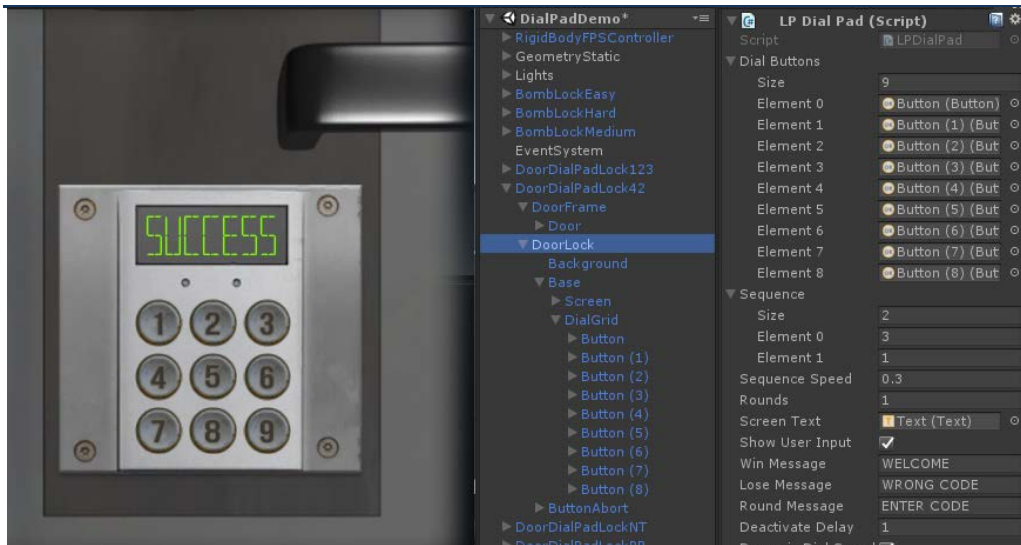 SUCCESS
1 2 3
4 5 6
7 8 9
DialPadDemo*
RigidBodyFPSController
GeometryStatic
Lights
BombLockEasy
BombLockHard
BombLockMedium
EventSystem
DoorDialPadLock123
DoorDialPadLock42
DoorFrame
Door
DoorLock
Background
Base
Screen
DialGrid
Button
Button (1)
Button (2)
Button (3)
Button (4)
Button (5)
Button (6)
Button (7)
Button (8)
ButtonAbort
DoorDialPadLockNT
LP Dial Pad (Script)
Script LPDialPad
Dial Buttons
Size 9
Element 0 Button (Button)
Element 1 Button (1) (But
Element 2 Button (2) (But
Element 3 Button (3) (But
Element 4 Button (4) (But
Element 5 Button (5) (But
Element 6 Button (6) (But
Element 7 Button (7) (But
Element 8 Button (8) (But
Sequence
Size 2
Element 0 3
Element 1 1
Sequence Speed 0.3
Rounds 1
Screen Text Text (Text)
Show User Input
Win Message WELCOME
Lose Message WRONG CODE
Round Message ENTER CODE
Deactivate Delay 1